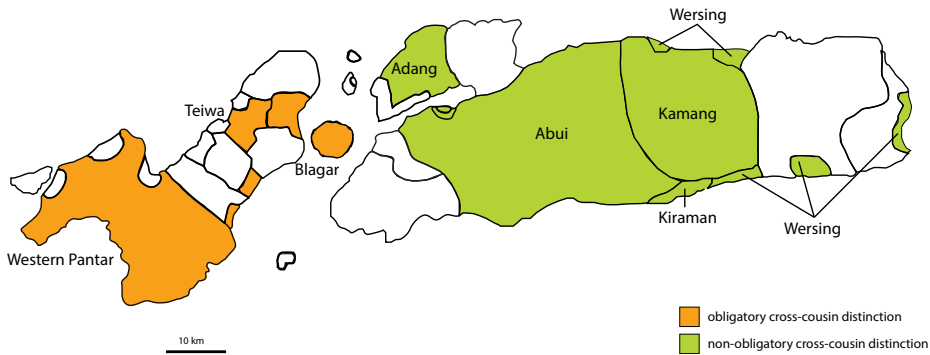 Wersing
Adang
Teiwa
Kamang
Abui
Blagar
Kiraman
Wersing
Western Pantar
obligatory cross-cousin distinction
10 km
non-obligatory cross-cousin distinction